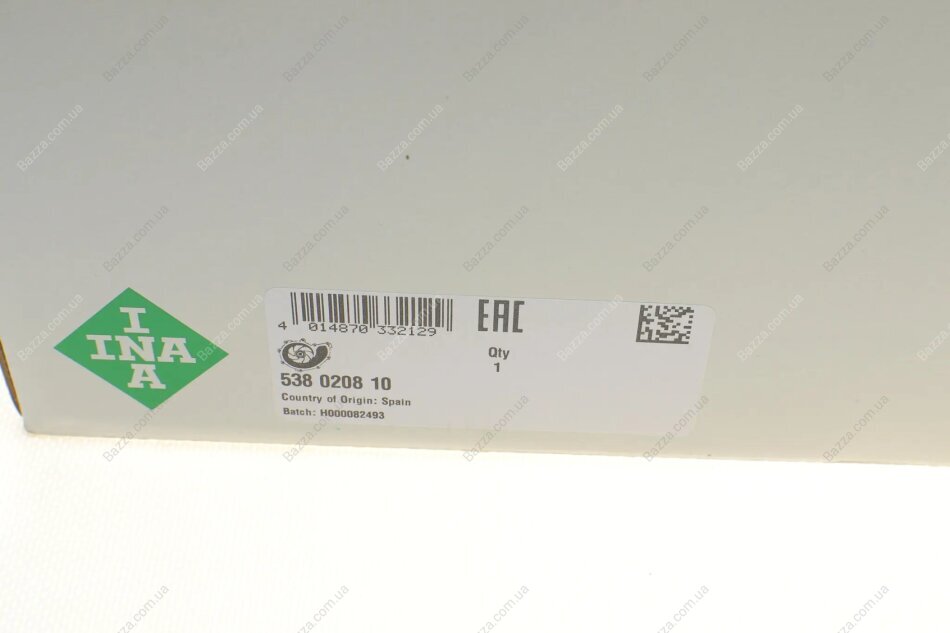 I
INA
A
4 014870 332129
EAC
Qty
1
538 0208 10
Country of Origin: Spain
Batch: H000082493
Bazza.com.ua